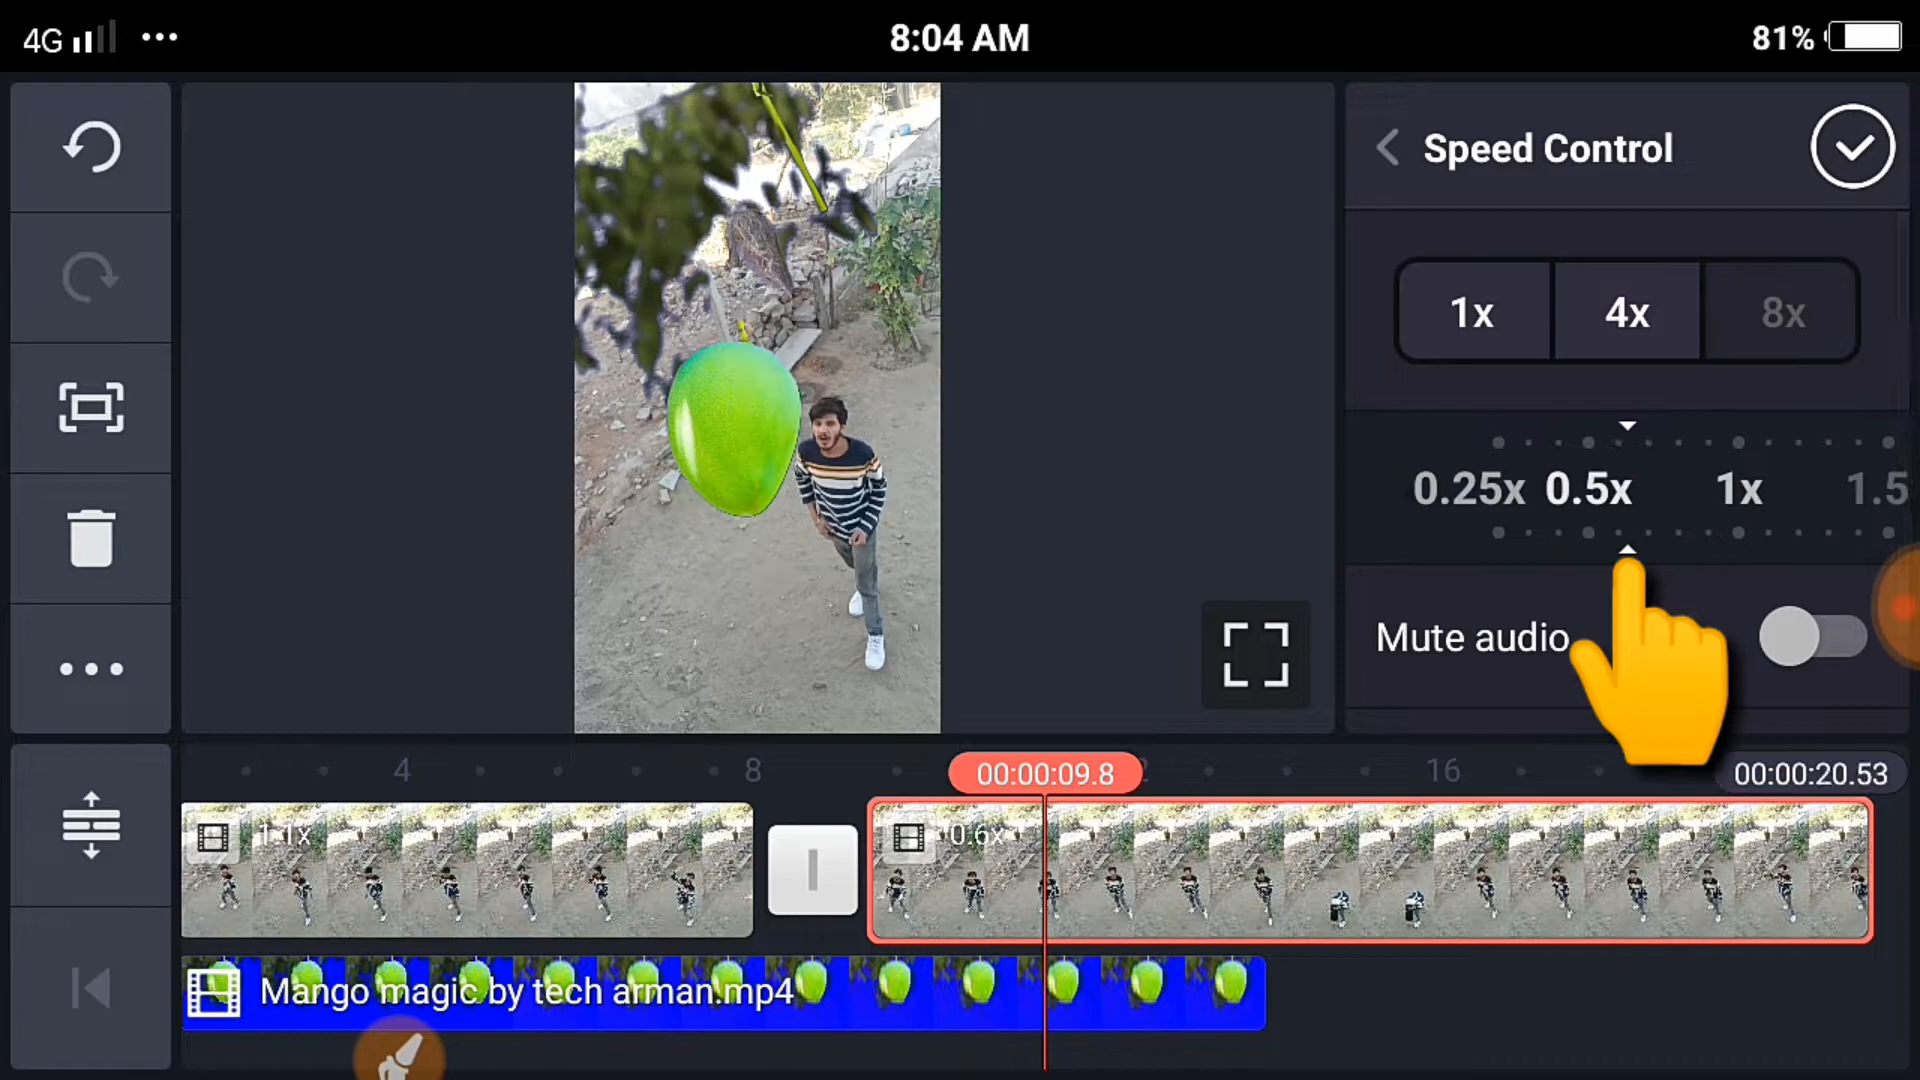 4G
8:04 AM
81%
Speed Control
1x
4x
8x
0.25x
0.5x
1x
1.5
Mute audio
4
8
00:00:09.8
2
16
00:00:20.53
1.1x
0.6x
Mango magic by tech arman.mp4